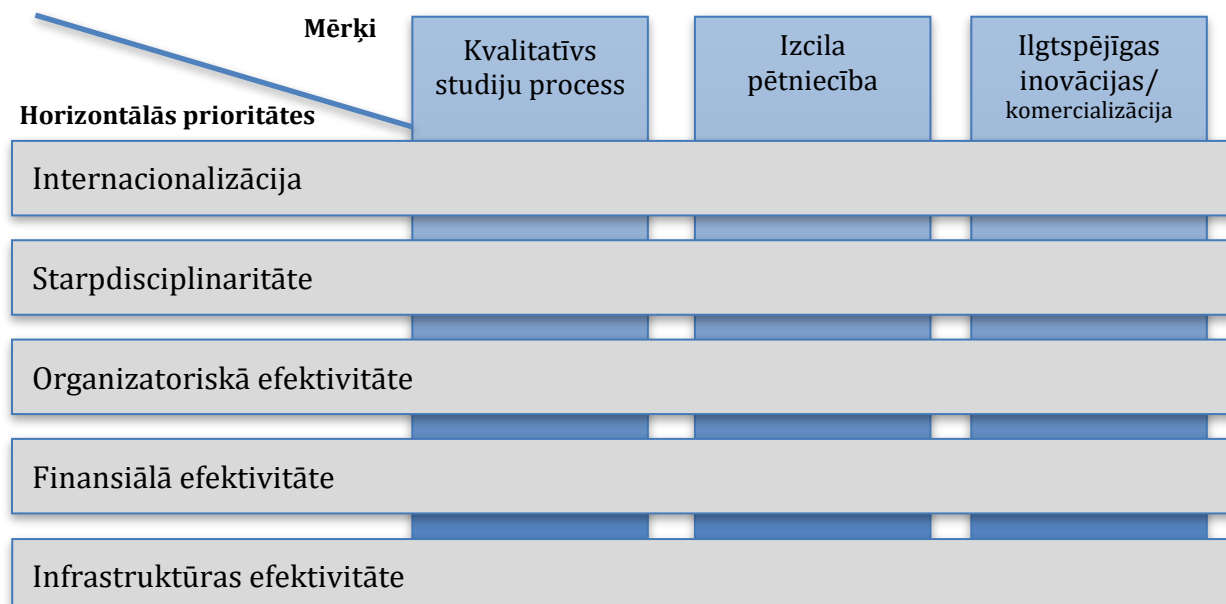 Mērķi
Horizontālās prioritātes
Kvalitatīvs
studiju process
Izcila
pētniecība
Ilgtspējīgas
inovācijas/
komercializācija
Internacionalizācija
Starpdisciplinaritāte
Organizatoriskā efektivitāte
Finansiālā efektivitāte
Infrastruktūras efektivitāte